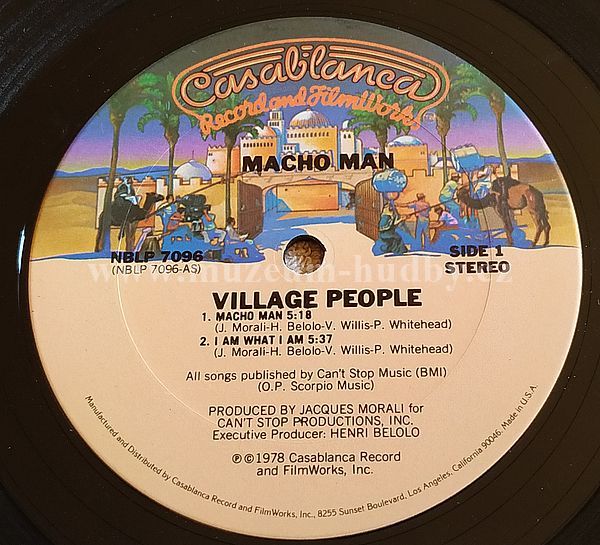 Casablanca
Record and FilmWorks
MACHO MAN
NBLP 7096
(NBLP 7096-AS)
SIDE 1
STEREO
www.muzeum-hudby.cz
VILLAGE PEOPLE
1. MACHO MAN 5:18
(J. Morali-H. Belolo-V. Willis-P. Whitehead)
2. I AM WHAT I AM 5:37
(J. Morali-H. Belolo-V. Willis-P. Whitehead)
All songs published by Can't Stop Music (BMI)
(O.P. Scorpio Music)
PRODUCED BY JACQUES MORALI for
CAN'T STOP PRODUCTIONS, INC.
Executive Producer: HENRI BELOLO
℗©1978 Casablanca Record
and FilmWorks, Inc.
Manufactured and Distributed by Casablanca Record and FilmWorks, Inc., 8255 Sunset Boulevard, Los Angeles, California 90046. Made in U.S.A.